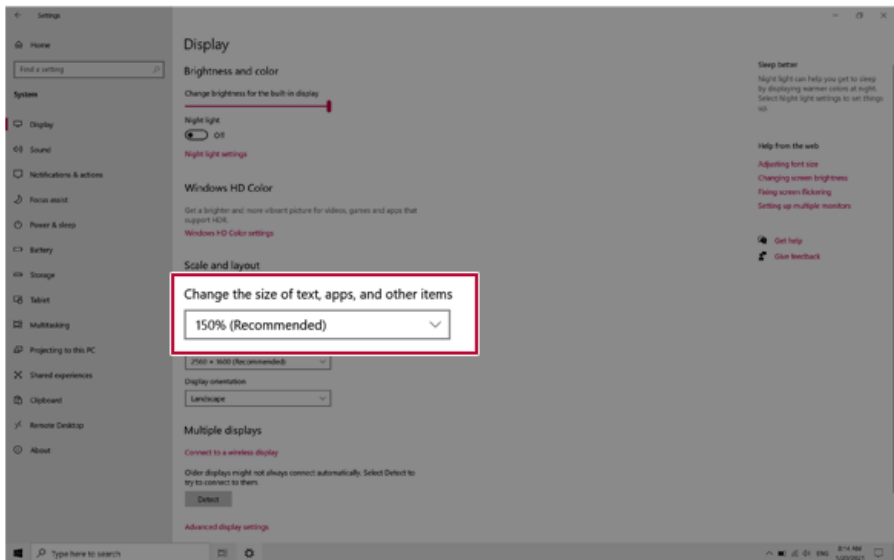 Settings
Home
Find a setting
System
Display
Sound
Notifications & actions
Focus assist
Power & sleep
Battery
Storage
Tablet
Multitasking
Projecting to this PC
Shared experiences
Clipboard
Remote Desktop
About
Display
Brightness and color
Change brightness for the built-in display
Night light
Off
Night light settings
Windows HD Color
Get a brighter and more vibrant picture for videos, games and apps that
support HDR.
Windows HD Color settings
Scale and layout
Change the size of text, apps, and other items
150% (Recommended)
2560 × 1600 (Recommended)
Display orientation
Landscape
Multiple displays
Connect to a wireless display
Older displays might not always connect automatically. Select Detect to
try to connect to them.
Detect
Advanced display settings
Sleep better
Night light can help you get to sleep
by displaying warmer colors at night.
Select Night light settings to set things
up.
Help from the web
Adjusting font size
Changing screen brightness
Fixing screen flickering
Setting up multiple monitors
Get help
Give feedback
Type here to search
ENG
8:14 AM
1/20/2021